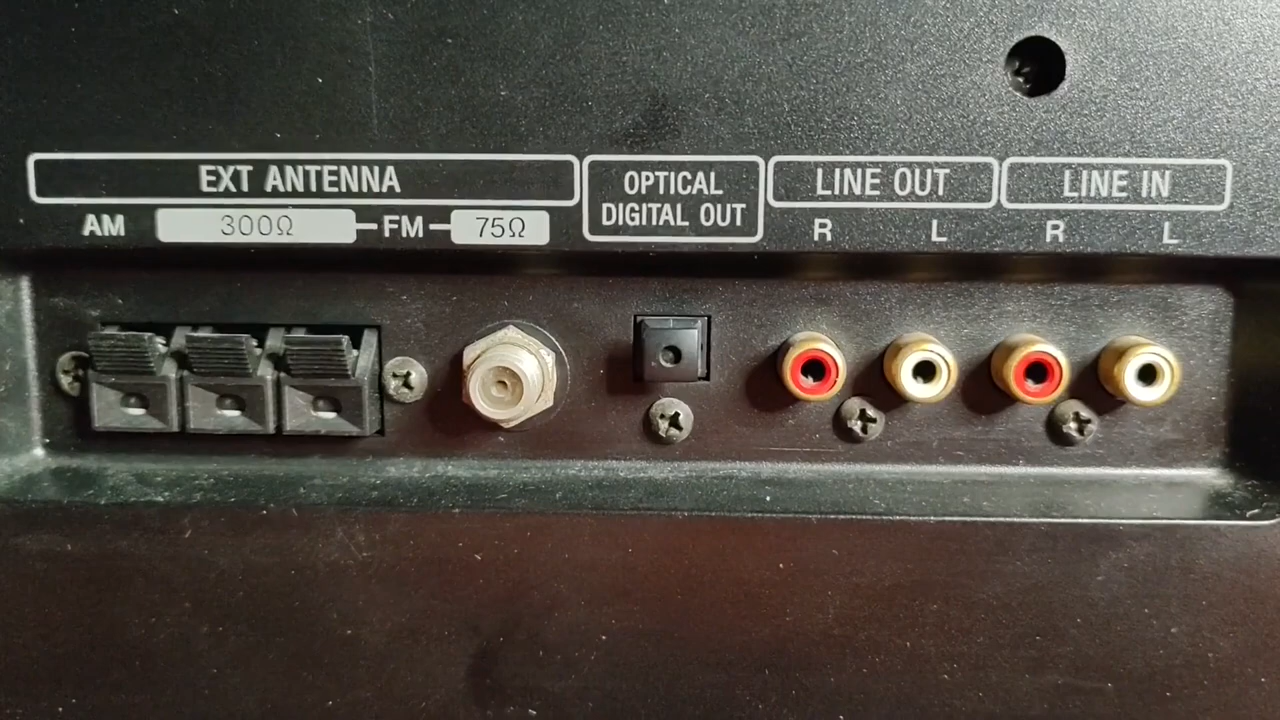 EXT ANTENNA
AM 300Ω FM 75Ω
OPTICAL
DIGITAL OUT
LINE OUT
R L
LINE IN
R L